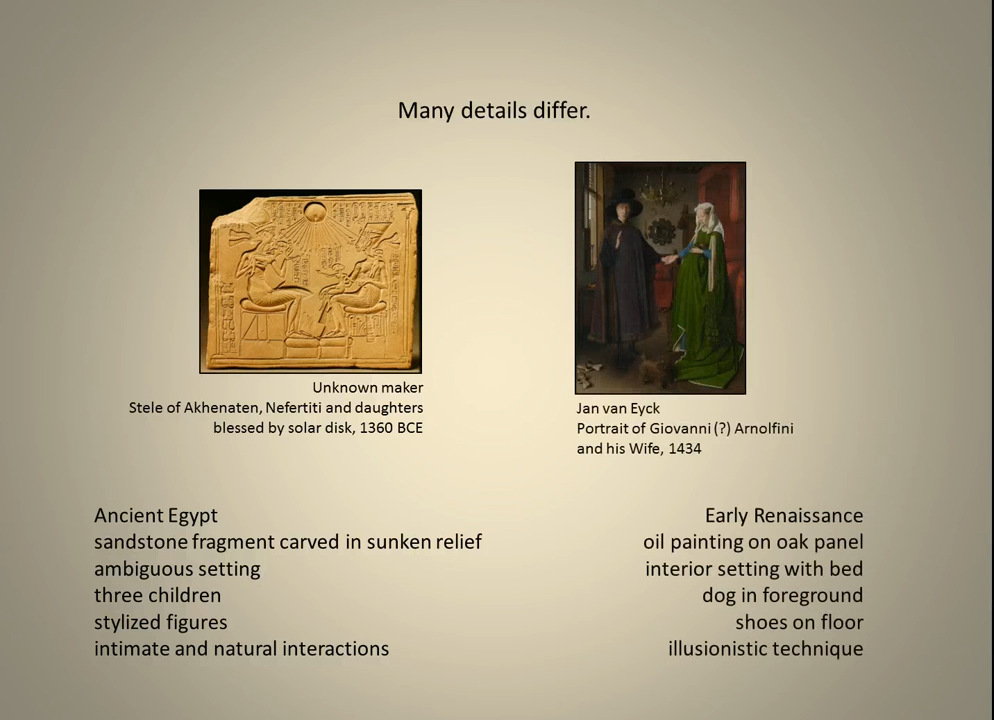 Many details differ.
Unknown maker
Stele of Akhenaten, Nefertiti and daughters
blessed by solar disk, 1360 BCE
Jan van Eyck
Portrait of Giovanni (?) Arnolfini
and his Wife, 1434
Ancient Egypt
sandstone fragment carved in sunken relief
ambiguous setting
three children
stylized figures
intimate and natural interactions
Early Renaissance
oil painting on oak panel
interior setting with bed
dog in foreground
shoes on floor
illusionistic technique